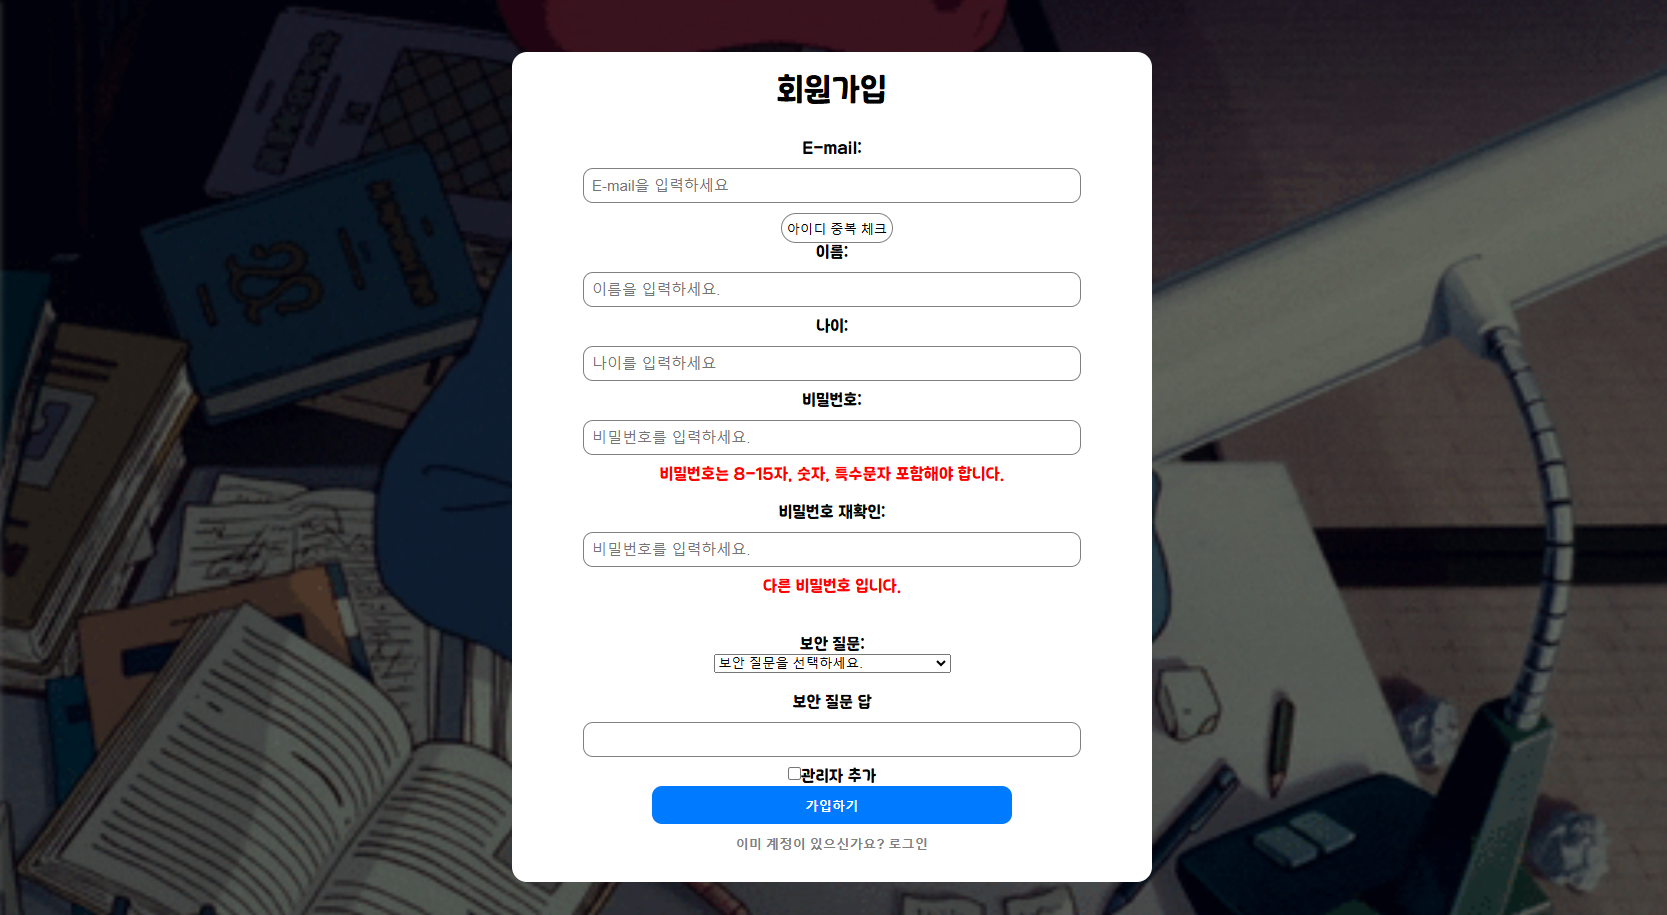 회원가입
E-mail:
E-mail을 입력하세요
아이디 중복 체크
이름:
이름을 입력하세요.
나이:
나이를 입력하세요
비밀번호:
비밀번호를 입력하세요.
비밀번호는 8-15자, 숫자, 특수문자 포함해야 합니다.
비밀번호 재확인:
비밀번호를 입력하세요.
다른 비밀번호 입니다.
보안 질문:
보안 질문을 선택하세요.
보안 질문 답
관리자 추가
가입하기
이미 계정이 있으신가요? 로그인